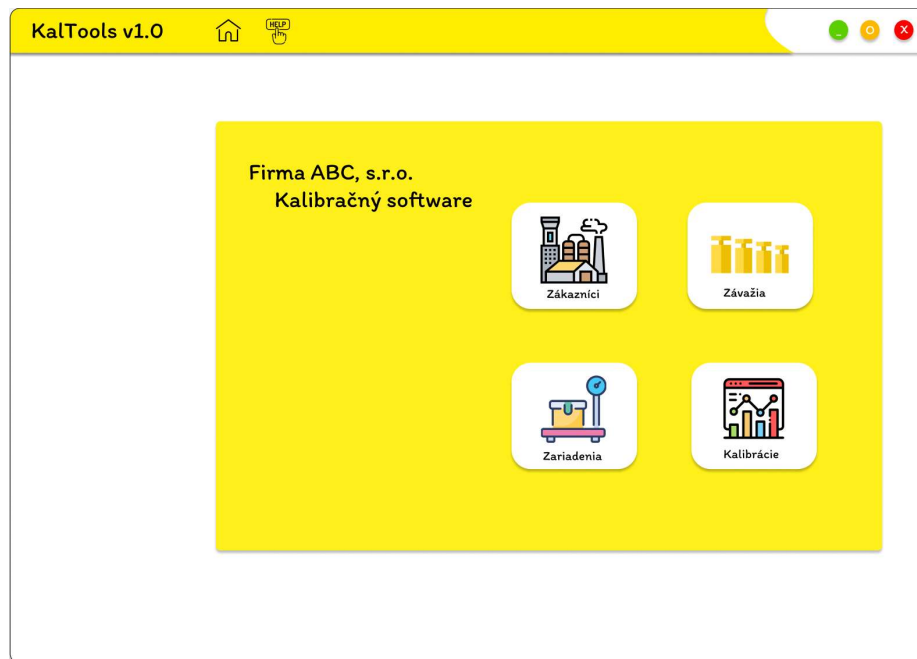 KalTools v1.0
HELP
_ O X
Firma ABC, s.r.o.
Kalibračný software
Zákazníci
Závažia
Zariadenia
Kalibrácie